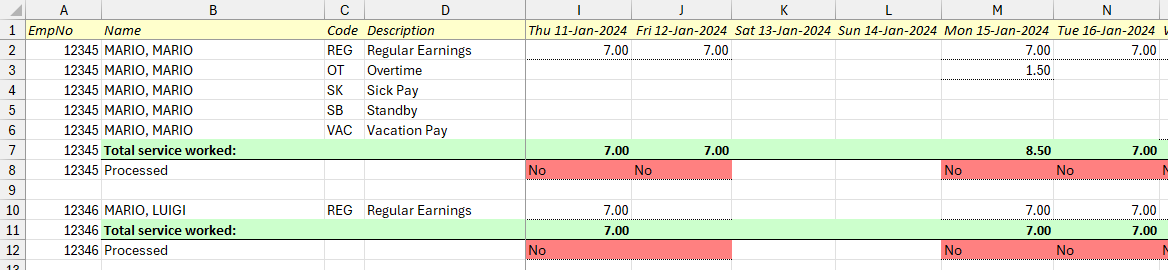 A B C D I J K L M N
1 EmpNo Name Code Description Thu 11-Jan-2024 Fri 12-Jan-2024 Sat 13-Jan-2024 Sun 14-Jan-2024 Mon 15-Jan-2024 Tue 16-Jan-2024
2 12345 MARIO, MARIO REG Regular Earnings 7.00 7.00 7.00 7.00
3 12345 MARIO, MARIO OT Overtime 1.50
4 12345 MARIO, MARIO SK Sick Pay
5 12345 MARIO, MARIO SB Standby
6 12345 MARIO, MARIO VAC Vacation Pay
7 12345 Total service worked: 7.00 7.00 8.50 7.00
8 12345 Processed No No No No
9
10 12346 MARIO, LUIGI REG Regular Earnings 7.00 7.00 7.00
11 12346 Total service worked: 7.00 7.00 7.00
12 12346 Processed No No No